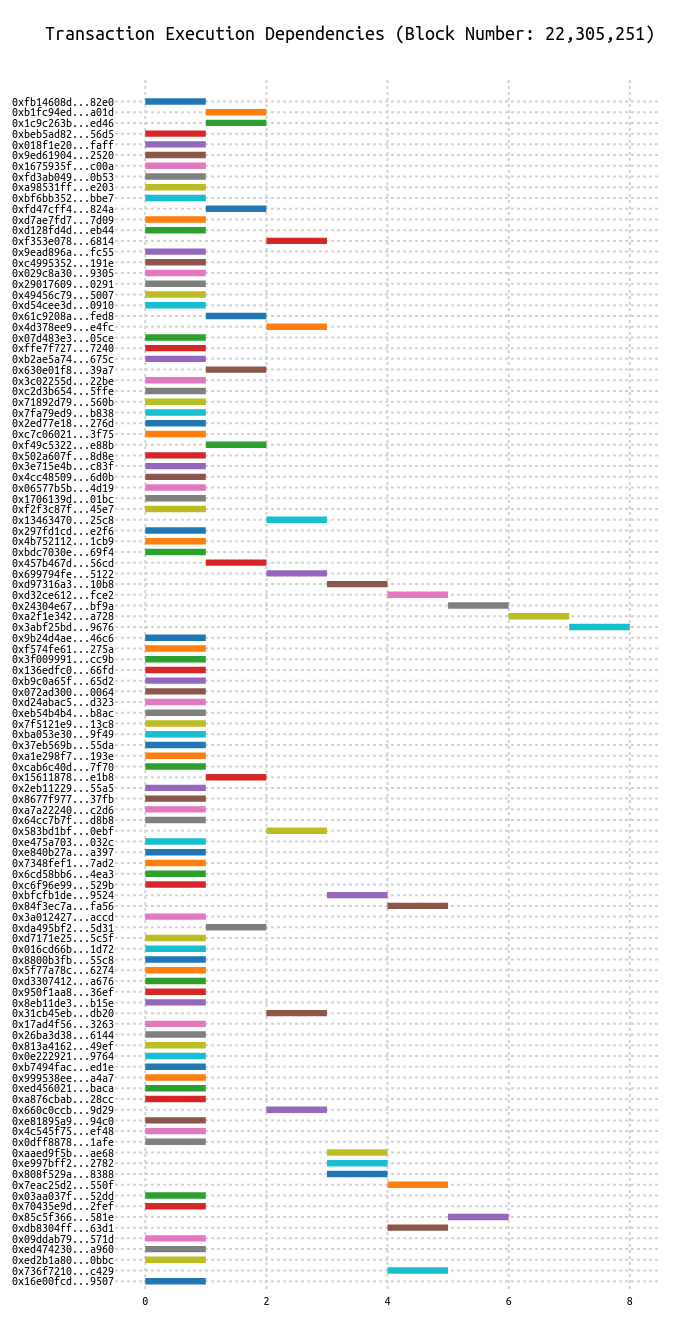 Transaction Execution Dependencies (Block Number: 22,305,251)
0xfb14608d...82e0
0xb1fc94ed...a01d
0x1c9c263b...ed46
0xbeb5ad82...56d5
0x018f1e20...faff
0x9ed61904...2520
0x1675935f...c00a
0xfd3ab049...0b53
0xa98531ff...e203
0xbf6bb352...bbe7
0xfd47cff4...824a
0xd7ae7fd7...7d09
0xd128fd4d...eb44
0xf353e078...6814
0x9ead896a...fc55
0xc4995352...191e
0x029c8a30...9305
0x29017609...0291
0x49456c79...5007
0xd54cee3d...0910
0x61c9208a...fed8
0x4d378ee9...e4fc
0x07d483e3...05ce
0xffe7f727...7240
0xb2ae5a74...675c
0x630e01f8...39a7
0x3c02255d...22be
0xc2d3b654...5ffe
0x71892d79...560b
0x7fa79ed9...b838
0x2ed77e18...276d
0xc7c06021...3f75
0xf49c5322...e88b
0x502a607f...8d8e
0x3e715e4b...c83f
0x4cc48509...6d0b
0x06577b5b...4d19
0x1706139d...01bc
0xf2f3c87f...45e7
0x13463470...25c8
0x297fd1cd...e2f6
0x4b752112...1cb9
0xbdc7030e...69f4
0x457b467d...56cd
0x699794fe...5122
0xd97316a3...10b8
0xd32ce612...fce2
0x24304e67...bf9a
0xa2f1e342...a728
0x3abf25bd...9676
0x9b24d4ae...46c6
0xf574fe61...275a
0x3f009991...cc9b
0x136edfc0...66fd
0xb9c0a65f...65d2
0x072ad300...0064
0xd24abac5...d323
0xeb54b4b4...b8ac
0x7f5121e9...13c8
0xba053e30...9f49
0x37eb569b...55da
0xa1e298f7...193e
0xcab6c40d...7f70
0x15611878...e1b8
0x2eb11229...55a5
0x8677f977...37fb
0xa7a22240...c2d6
0x64cc7b7f...d8b8
0x583bd1bf...0ebf
0xe475a703...032c
0xe840b27a...a397
0x7348fef1...7ad2
0x6cd58bb6...4ea3
0xc6f96e99...529b
0xbfcfb1de...9524
0x84f3ec7a...fa56
0x3a012427...accd
0xda495bf2...5d31
0xd7171e25...5c5f
0x016cd66b...1d72
0x8800b3fb...55c8
0x5f77a78c...6274
0xd3307412...a676
0x950f1aa8...36ef
0x8eb11de3...b15e
0x31cb45eb...db20
0x17ad4f56...3263
0x26ba3d38...6144
0x813a4162...49ef
0x0e222921...9764
0xb7494fac...ed1e
0x999538ee...a4a7
0xed456021...baca
0xa876cbab...28cc
0x660c0ccb...9d29
0xe81895a9...94c0
0x4c545f75...ef48
0x0dff8878...1afe
0xaaed9f5b...ae68
0xe997bff2...2782
0x808f529a...8388
0x7eac25d2...550f
0x03aa037f...52dd
0x70435e9d...2fef
0x85c5f366...581e
0xdb8304ff...63d1
0x09ddab79...571d
0xed474230...a960
0xed2b1a80...0bbc
0x736f7210...c429
0x16e00fcd...9507
0 2 4 6 8